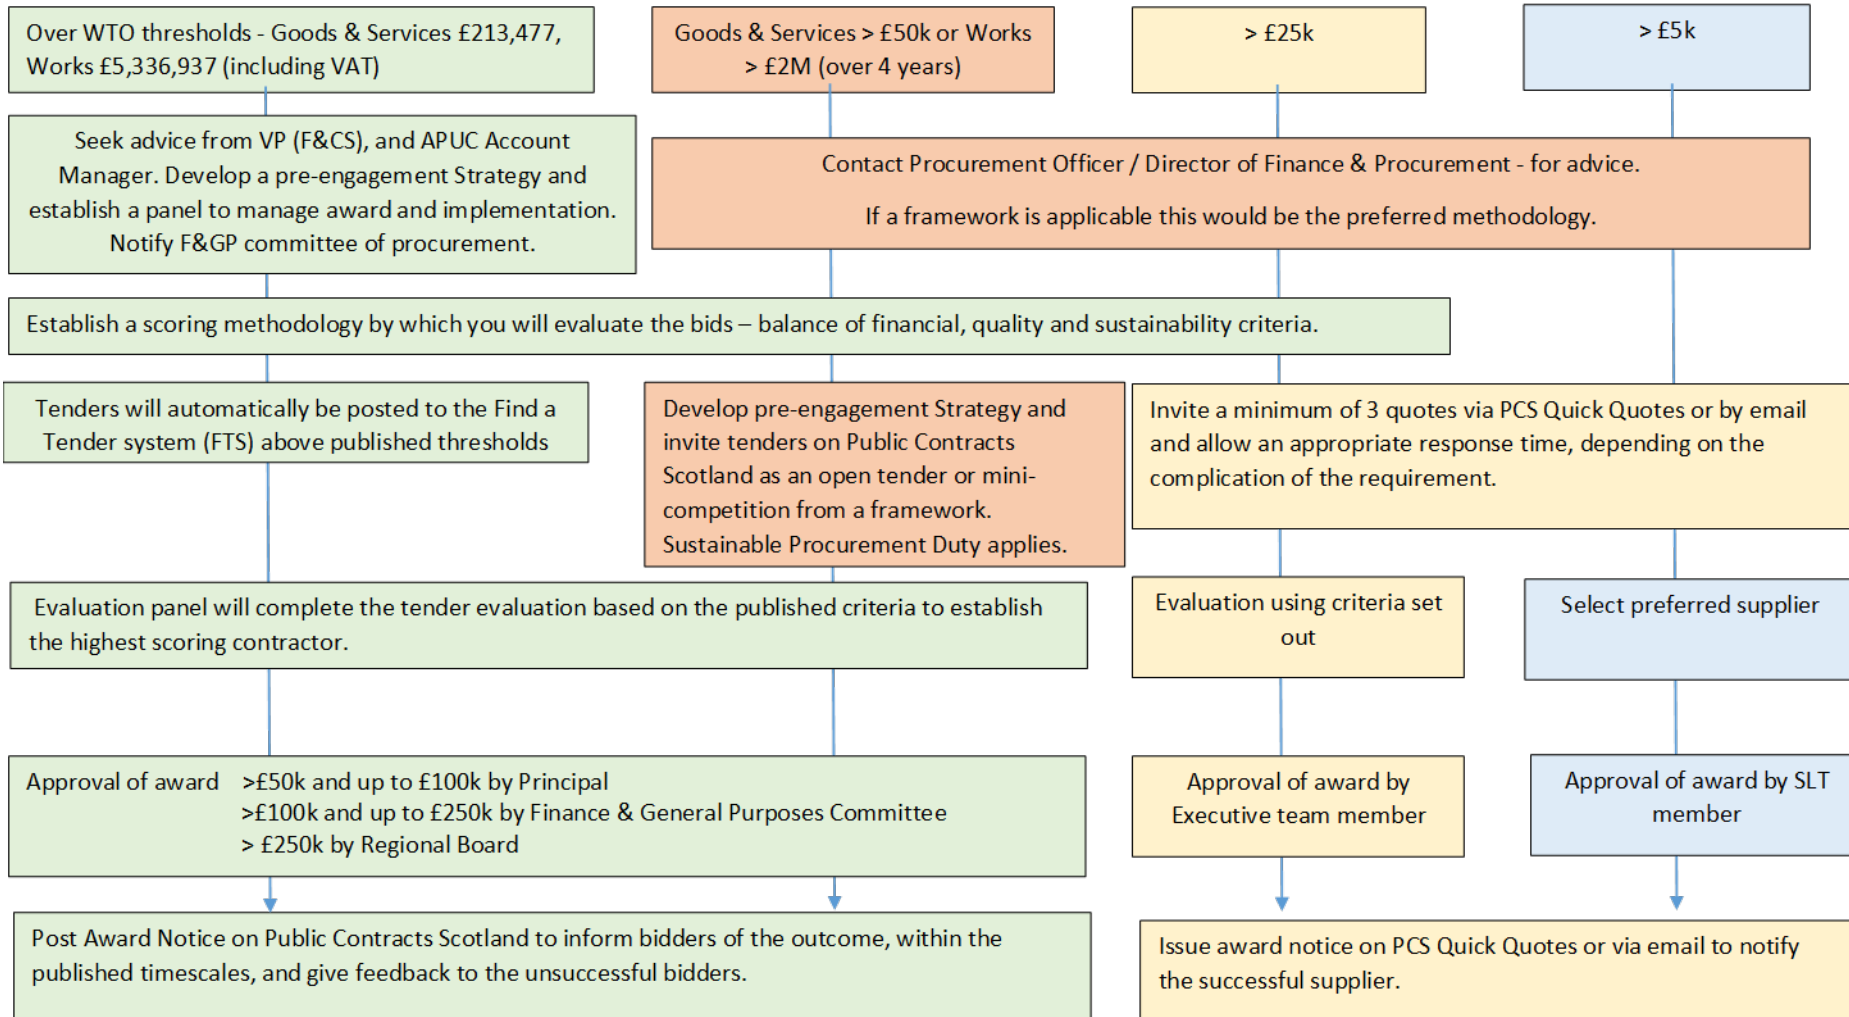 Over WTO thresholds - Goods & Services £213,477,
Works £5,336,937 (including VAT)
Goods & Services > £50k or Works
> £2M (over 4 years)
> £25k
> £5k
Seek advice from VP (F&CS), and APUC Account
Manager. Develop a pre-engagement Strategy and
establish a panel to manage award and implementation.
Notify F&GP committee of procurement.
Contact Procurement Officer / Director of Finance & Procurement - for advice.
If a framework is applicable this would be the preferred methodology.
Establish a scoring methodology by which you will evaluate the bids – balance of financial, quality and sustainability criteria.
Tenders will automatically be posted to the Find a
Tender system (FTS) above published thresholds
Develop pre-engagement Strategy and
invite tenders on Public Contracts
Scotland as an open tender or mini-
competition from a framework.
Sustainable Procurement Duty applies.
Invite a minimum of 3 quotes via PCS Quick Quotes or by email
and allow an appropriate response time, depending on the
complication of the requirement.
Evaluation panel will complete the tender evaluation based on the published criteria to establish
the highest scoring contractor.
Evaluation using criteria set
out
Select preferred supplier
Approval of award >£50k and up to £100k by Principal
>£100k and up to £250k by Finance & General Purposes Committee
> £250k by Regional Board
Approval of award by
Executive team member
Approval of award by SLT
member
Post Award Notice on Public Contracts Scotland to inform bidders of the outcome, within the
published timescales, and give feedback to the unsuccessful bidders.
Issue award notice on PCS Quick Quotes or via email to notify
the successful supplier.